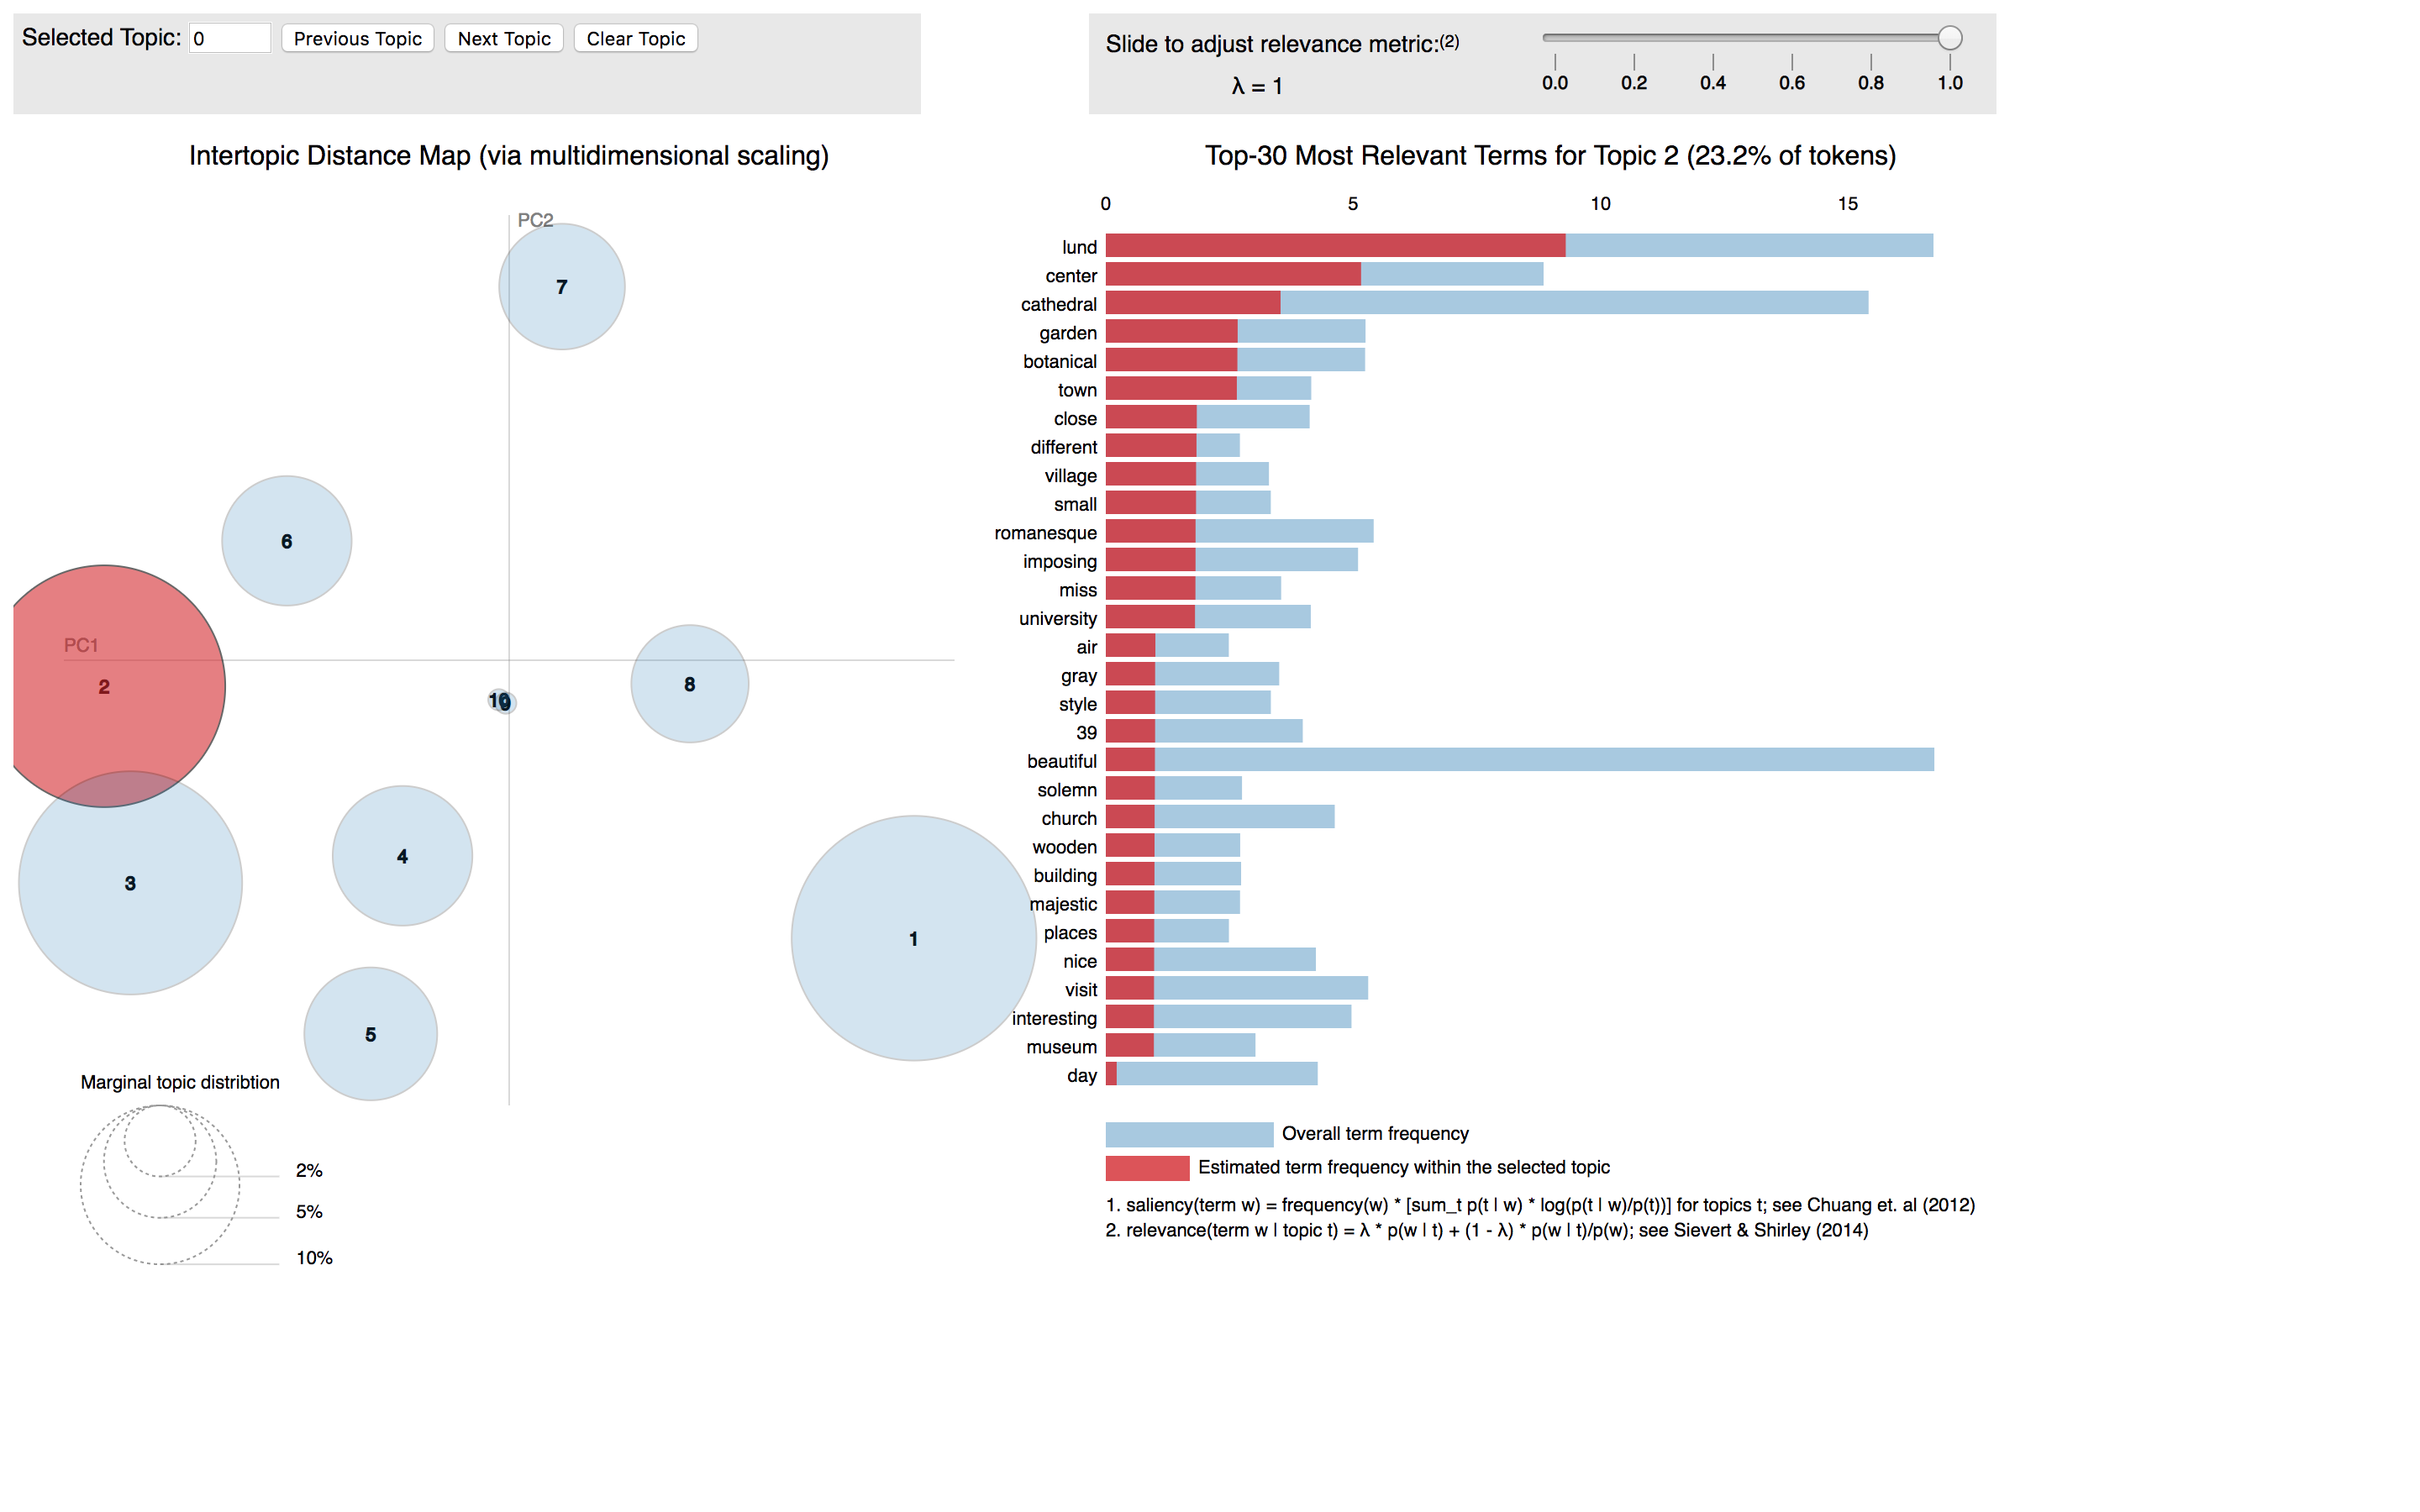 Selected Topic: 0 Previous Topic Next Topic Clear Topic
Slide to adjust relevance metric:(2)
λ = 1
0.0 0.2 0.4 0.6 0.8 1.0
Intertopic Distance Map (via multidimensional scaling)
PC2
7
6
PC1
2
8
10
9
4
3
1
5
Marginal topic distribtion
2%
5%
10%
Top-30 Most Relevant Terms for Topic 2 (23.2% of tokens)
0 5 10 15
lund
center
cathedral
garden
botanical
town
close
different
village
small
romanesque
imposing
miss
university
air
gray
style
39
beautiful
solemn
church
wooden
building
majestic
places
nice
visit
interesting
museum
day
Overall term frequency
Estimated term frequency within the selected topic
1. saliency(term w) = frequency(w) * [sum_t p(t | w) * log(p(t | w)/p(t))] for topics t; see Chuang et. al (2012)
2. relevance(term w | topic t) = λ * p(w | t) + (1 - λ) * p(w | t)/p(w); see Sievert & Shirley (2014)